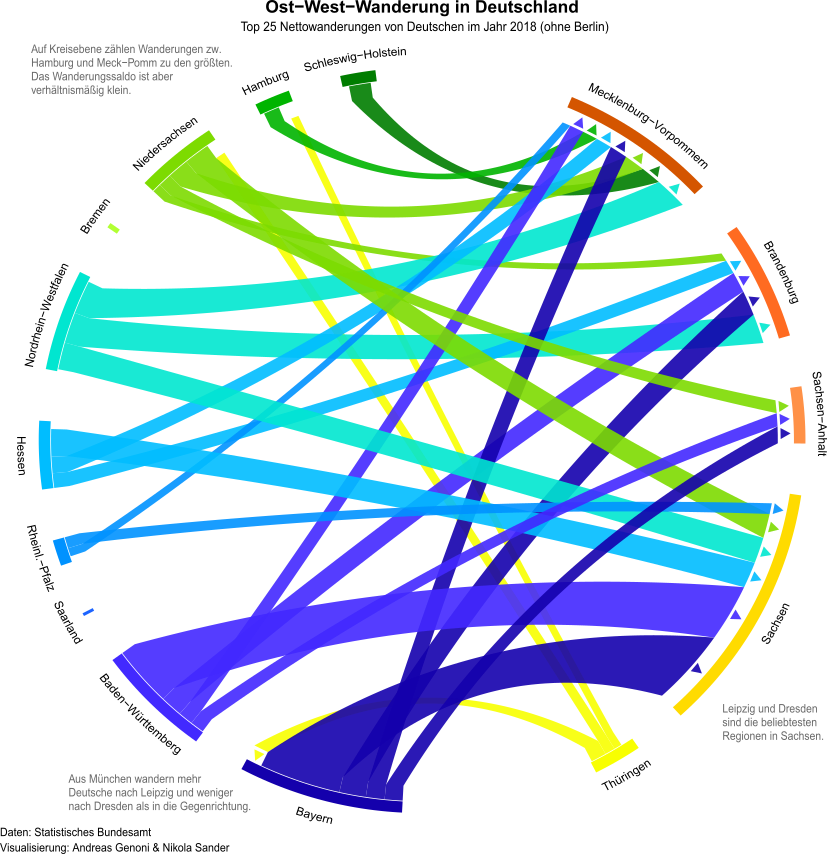 Ost−West−Wanderung in Deutschland
Top 25 Nettowanderungen von Deutschen im Jahr 2018 (ohne Berlin)
Auf Kreisebene zählen Wanderungen zw.
Hamburg und Meck−Pomm zu den größten.
Das Wanderungssaldo ist aber
verhältnismäßig klein.
Hamburg
Schleswig−Holstein
Mecklenburg−Vorpommern
Niedersachsen
Bremen
Brandenburg
Nordrhein−Westfalen
Sachsen−Anhalt
Hessen
Rheinl.−Pfalz
Saarland
Sachsen
Baden−Württemberg
Leipzig und Dresden
sind die beliebtesten
Regionen in Sachsen.
Thüringen
Aus München wandern mehr
Deutsche nach Leipzig und weniger
nach Dresden als in die Gegenrichtung.
Bayern
Daten: Statistisches Bundesamt
Visualisierung: Andreas Genoni & Nikola Sander